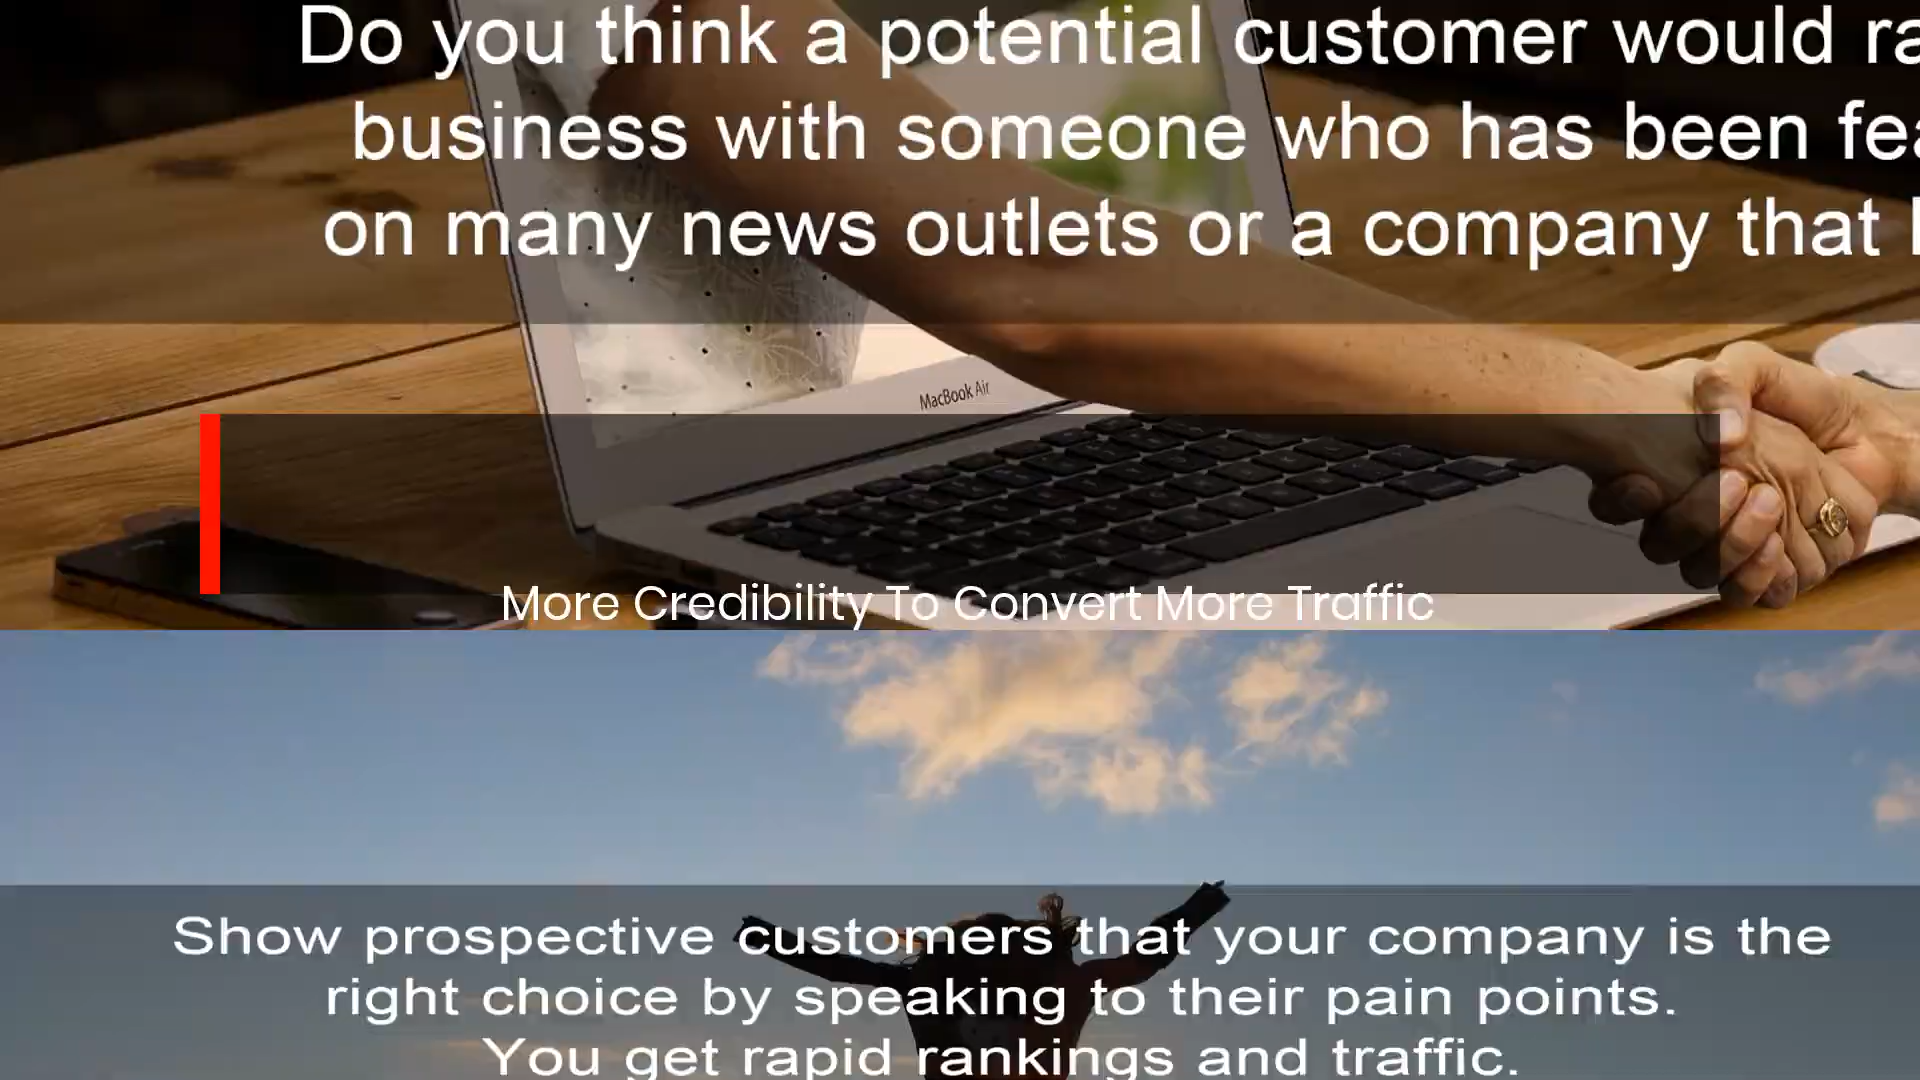 Do you think a potential customer would
business with someone who has been
on many news outlets or a company that
MacBook Air
More Credibility To Convert More Traffic
Show prospective customers that your company is the
right choice by speaking to their pain points.
You get rapid rankings and traffic.